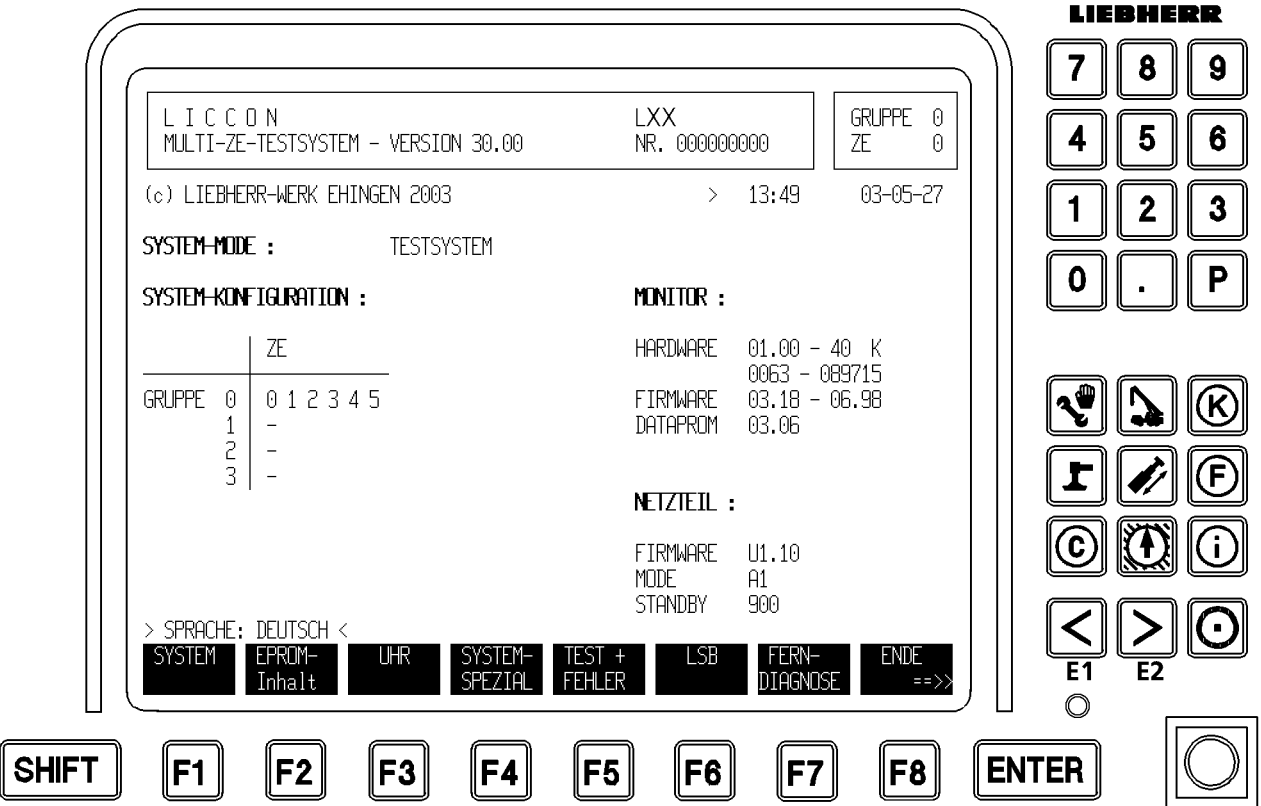 LIEBHERR
LICCON LXX GRUPPE 0
MULTI-ZE-TESTSYSTEM - VERSION 30.00 NR. 000000000 ZE 0
(c) LIEBHERR-WERK EHINGEN 2003 > 13:49 03-05-27
SYSTEM-MODE : TESTSYSTEM
SYSTEM-KONFIGURATION : MONITOR :
ZE HARDWARE 01.00 - 40 K
0063 - 089715
GRUPPE 0 0 1 2 3 4 5 FIRMWARE 03.18 - 06.98
1 - DATAPROM 03.06
2 -
3 -
NETZTEIL :
FIRMWARE U1.10
MODE A1
STANDBY 900
> SPRACHE: DEUTSCH <
SYSTEM EPROM- UHR SYSTEM- TEST + LSB FERN- ENDE
Inhalt SPEZIAL FEHLER DIAGNOSE ==>>
SHIFT F1 F2 F3 F4 F5 F6 F7 F8 ENTER
7 8 9
4 5 6
1 2 3
0 . P
K
F
C i
< >
E1 E2